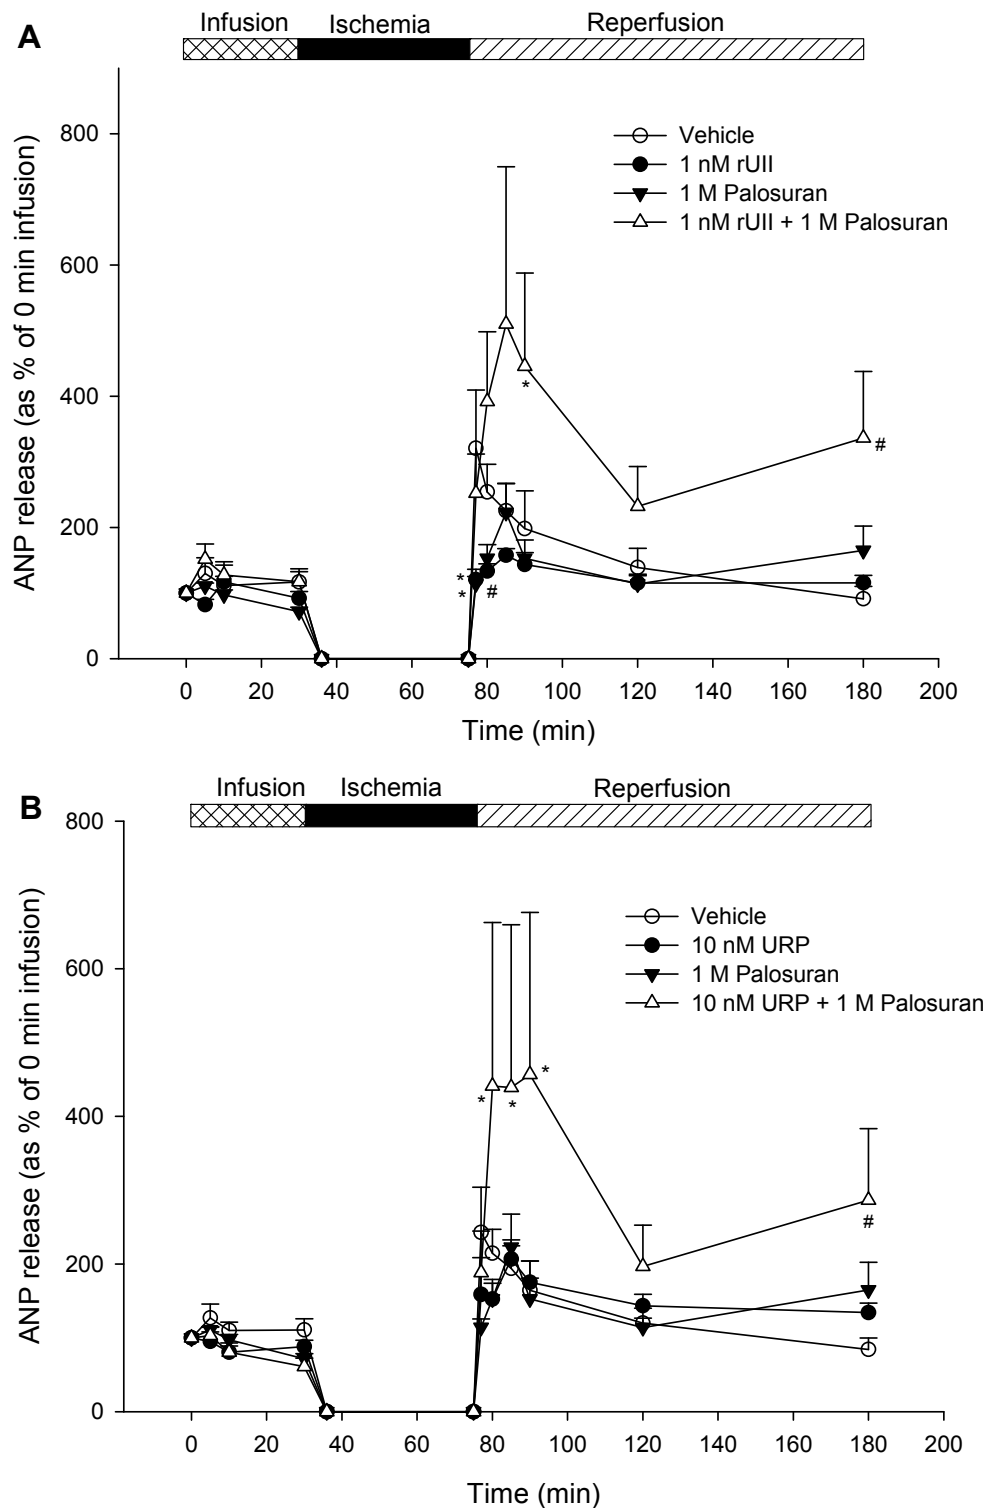 A
Infusion Ischemia Reperfusion
800
600
400
200
0
ANP release (as % of 0 min infusion)
Vehicle
1 nM rUII
1 M Palosuran
1 nM rUII + 1 M Palosuran
*
#
*
*
#
0 20 40 60 80 100 120 140 160 180 200
Time (min)
B
Infusion Ischemia Reperfusion
800
600
400
200
0
ANP release (as % of 0 min infusion)
Vehicle
10 nM URP
1 M Palosuran
10 nM URP + 1 M Palosuran
*
*
*
#
0 20 40 60 80 100 120 140 160 180 200
Time (min)